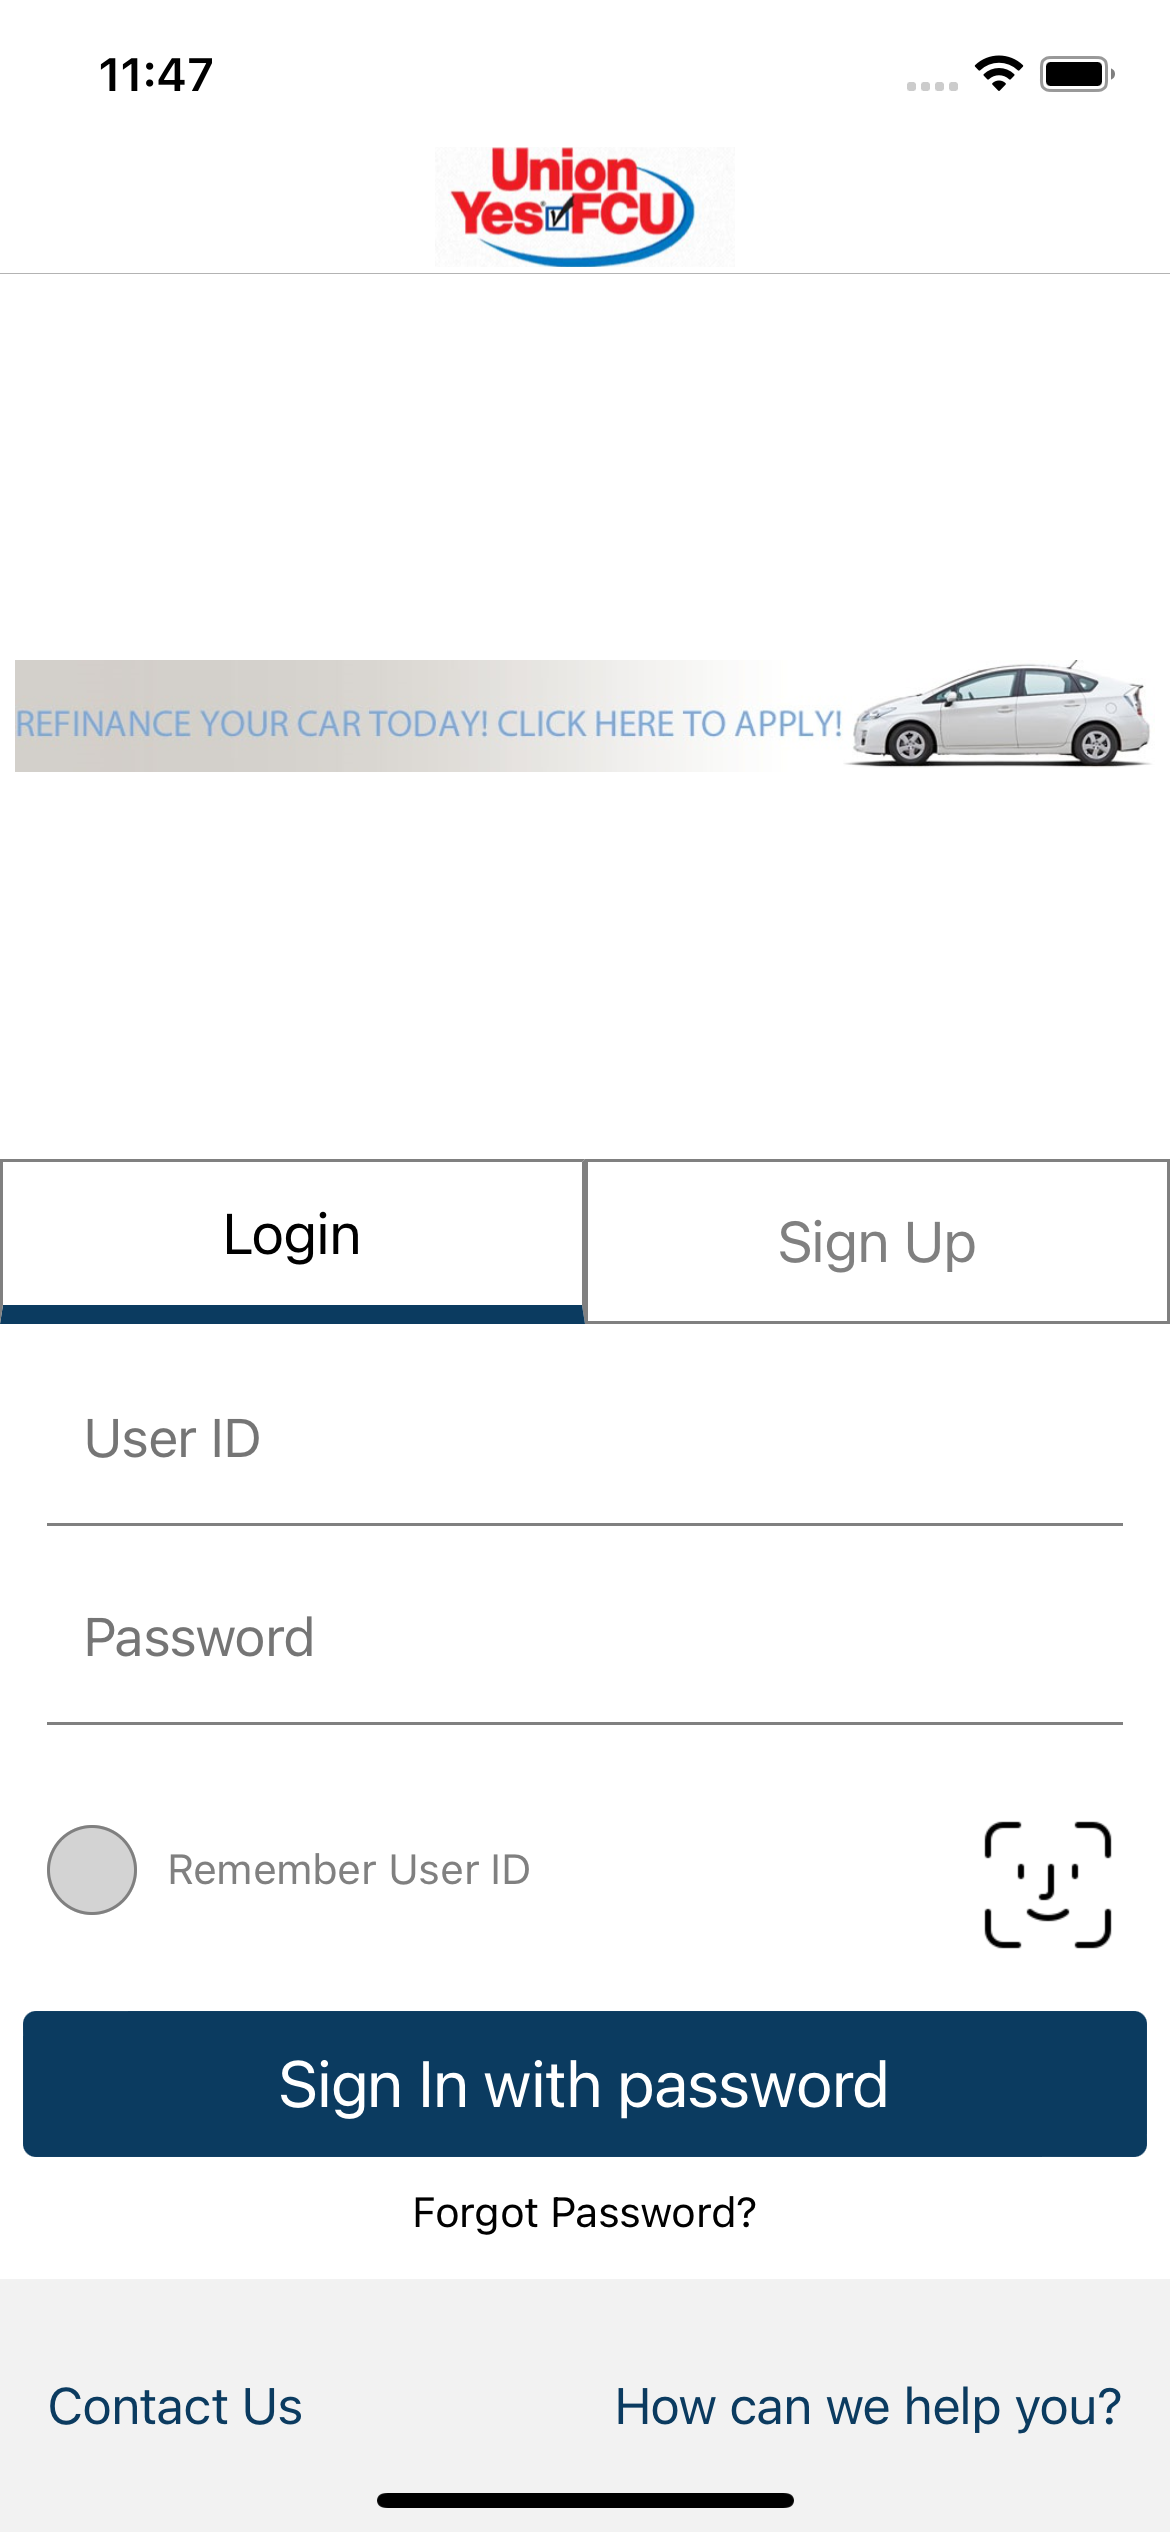 11:47
Union
Yes FCU
REFINANCE YOUR CAR TODAY! CLICK HERE TO APPLY!
Login
Sign Up
User ID
Password
Remember User ID
Sign In with password
Forgot Password?
Contact Us
How can we help you?